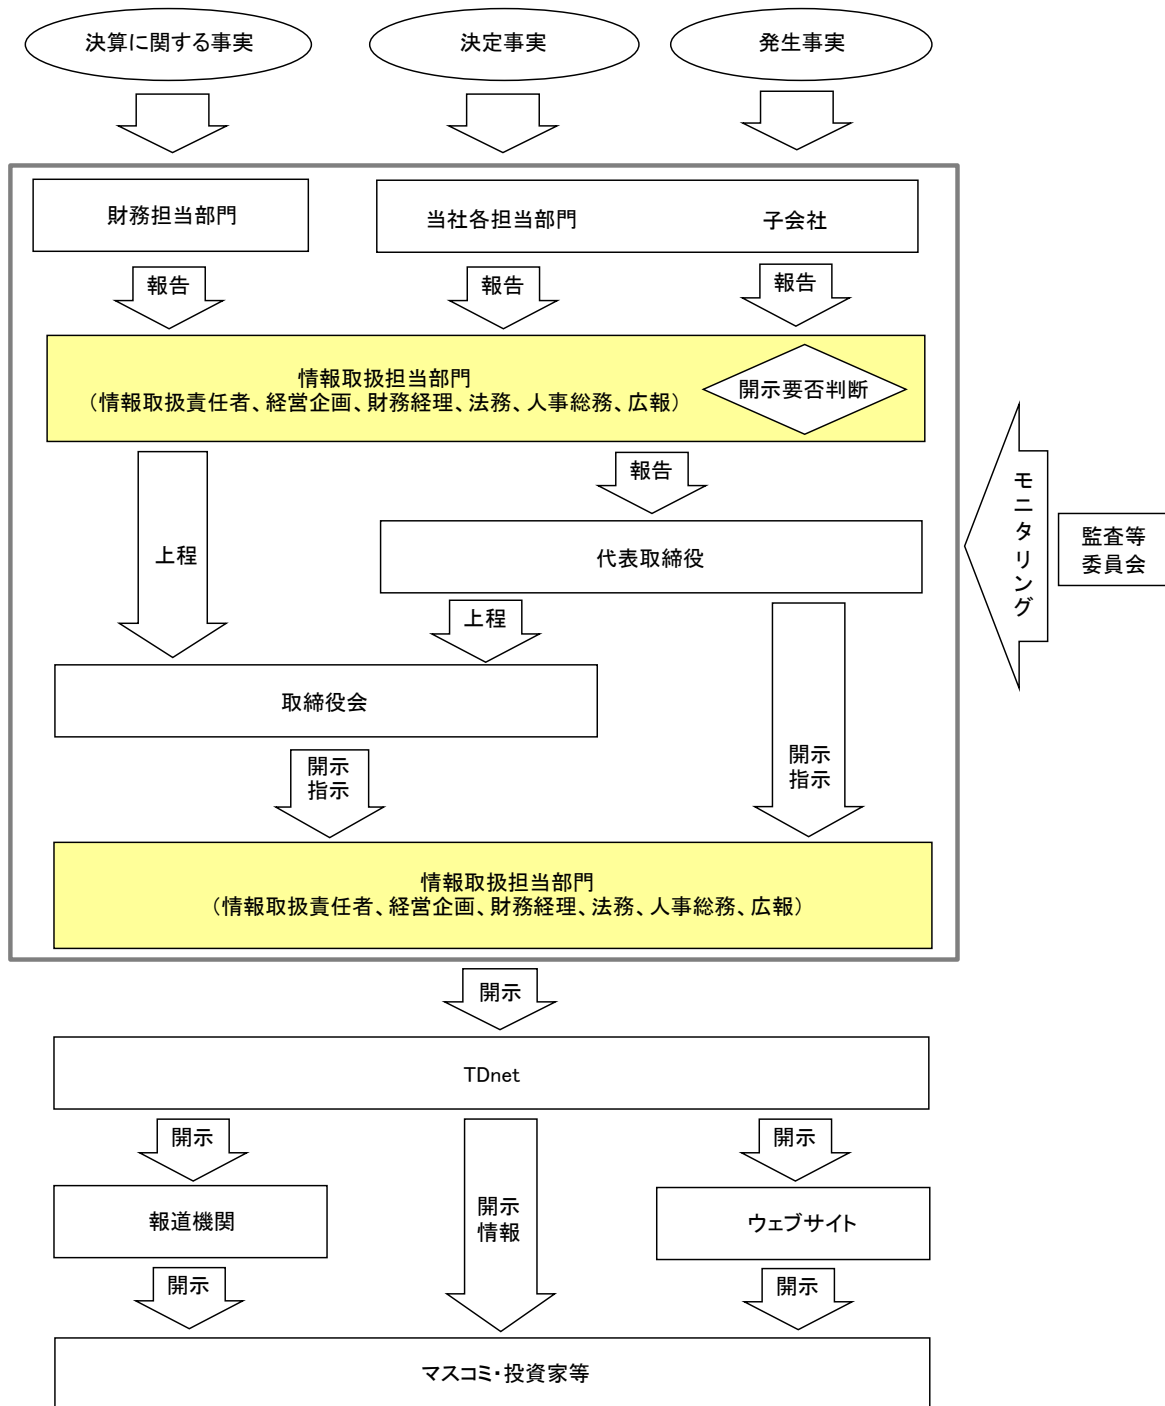 決算に関する事実
決定事実
発生事実
財務担当部門
当社各担当部門
子会社
報告
報告
報告
情報取扱担当部門
（情報取扱責任者、経営企画、財務経理、法務、人事総務、広報）
開示要否判断
報告
上程
代表取締役
モニタリング
監査等
委員会
上程
取締役会
開示
指示
開示
指示
情報取扱担当部門
（情報取扱責任者、経営企画、財務経理、法務、人事総務、広報）
開示
TDnet
開示
開示
報道機関
開示
情報
ウェブサイト
開示
開示
マスコミ・投資家等